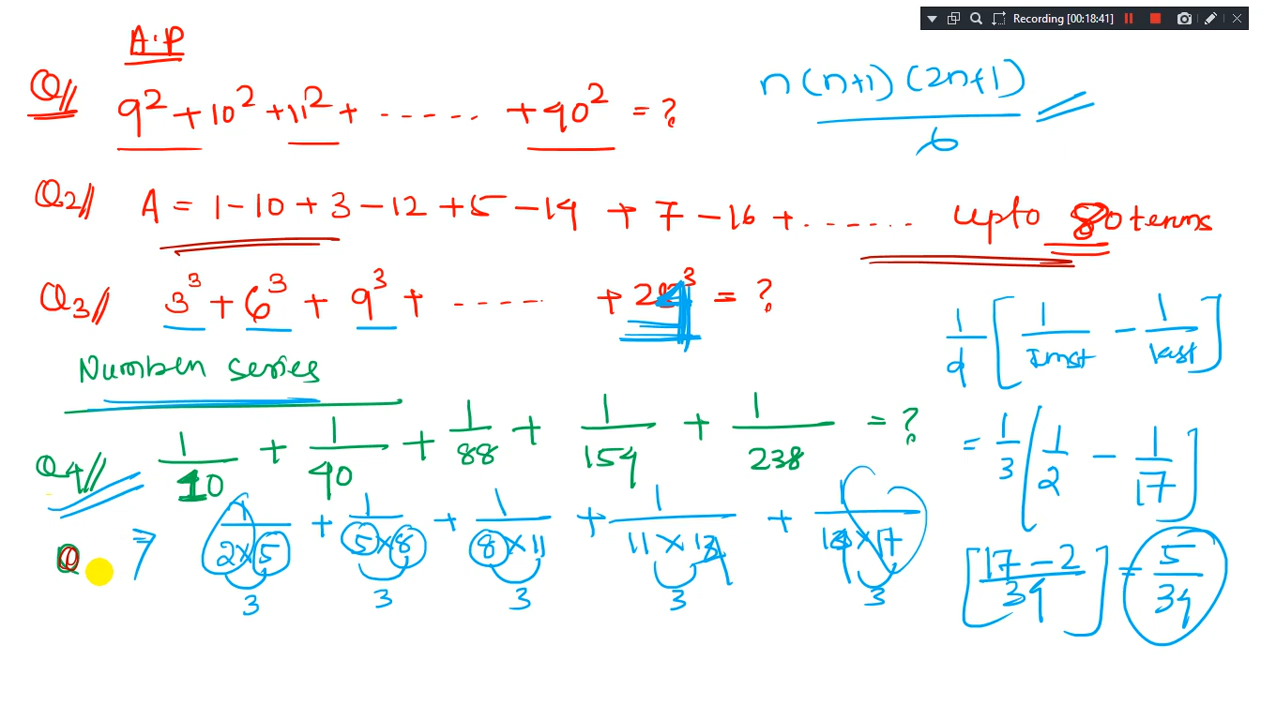 Recording [00:18:41]
A.P
Q1// 9² + 10² + 11² + ...... + 40² = ?
n(n+1)(2n+1)/6
Q2// A = 1 - 10 + 3 - 12 + 5 - 14 + 7 - 16 + ....... upto 80 terms
Q3// 3³ + 6³ + 9³ + ...... + 24³ = ?
1/d [1/First - 1/last]
Number series
Q4// 1/10 + 1/40 + 1/88 + 1/154 + 1/238 = ?
= 1/3 [1/2 - 1/17]
1/2×5 + 1/5×8 + 1/8×11 + 1/11×14 + 1/14×17
[17-2/34] = 5/34
3 3 3 3 3